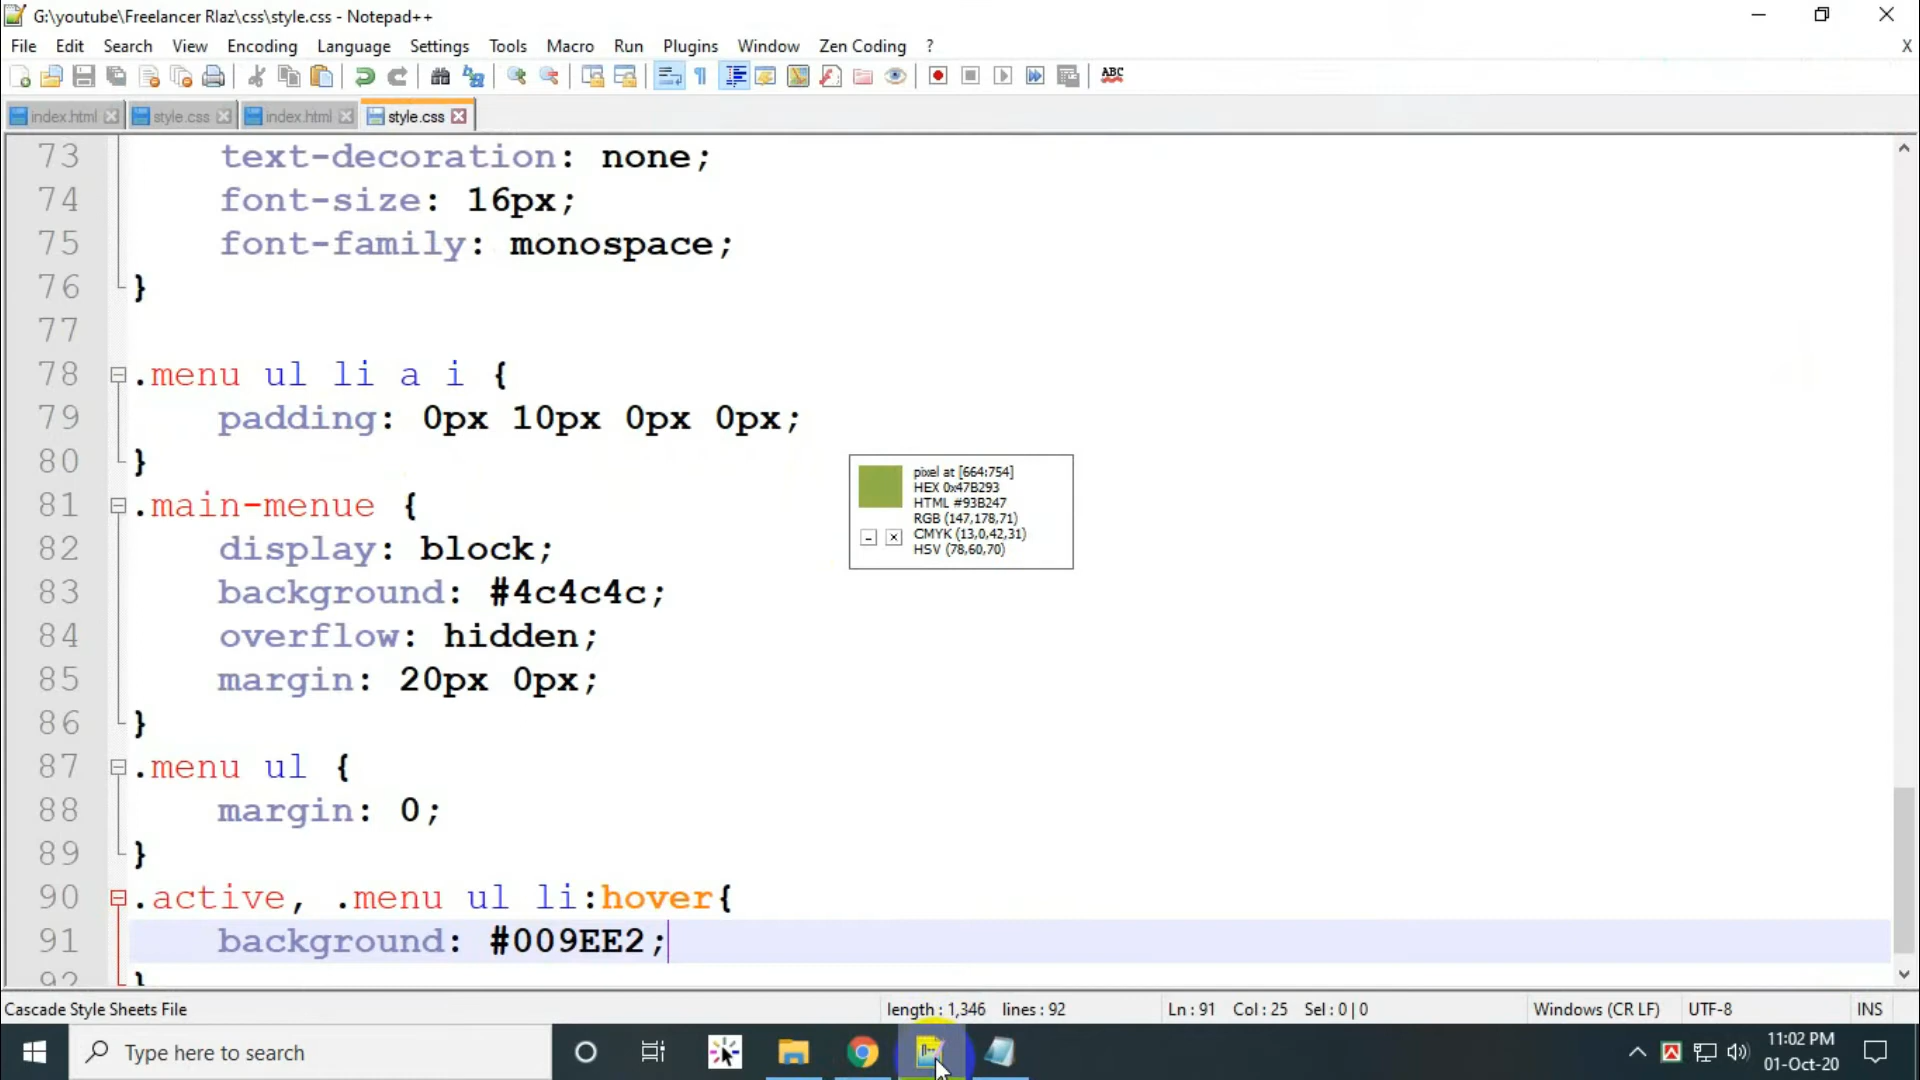 G:\youtube\Freelancer Rlaz\css\style.css - Notepad++
File Edit Search View Encoding Language Settings Tools Macro Run Plugins Window Zen Coding ? X
ABC
index.html style.css index.html style.css
73 text-decoration: none;
74 font-size: 16px;
75 font-family: monospace;
76 }
77
78 .menu ul li a i {
79 padding: 0px 10px 0px 0px;
80 }
81 .main-menue {
82 display: block;
83 background: #4c4c4c;
84 overflow: hidden;
85 margin: 20px 0px;
86 }
87 .menu ul {
88 margin: 0;
89 }
90 .active, .menu ul li:hover{
91 background: #009EE2;
92 }
pixel at [664:754]
HEX 0x47B293
HTML #93B247
RGB (147,178,71)
CMYK (13,0,42,31)
HSV (78,60,70)
Cascade Style Sheets File length : 1,346 lines : 92 Ln : 91 Col : 25 Sel : 0 | 0 Windows (CR LF) UTF-8 INS
Type here to search
11:02 PM
01-Oct-20